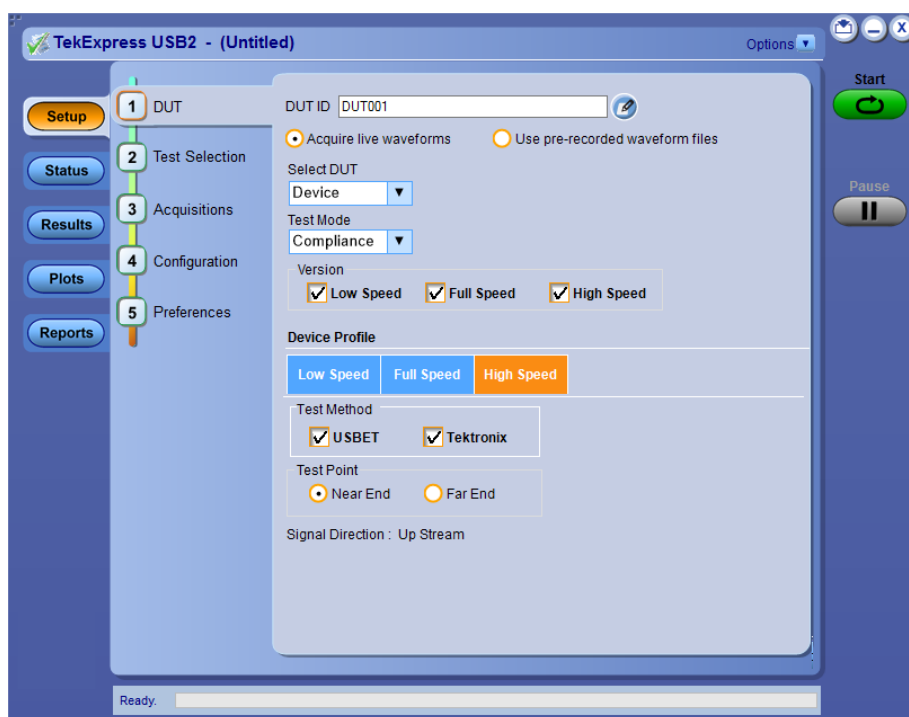 TekExpress USB2 - (Untitled)
Options
X
Start
Pause
Setup
Status
Results
Plots
Reports
1 DUT
2 Test Selection
3 Acquisitions
4 Configuration
5 Preferences
DUT ID DUT001
Acquire live waveforms Use pre-recorded waveform files
Select DUT
Device
Test Mode
Compliance
Version
Low Speed Full Speed High Speed
Device Profile
Low Speed Full Speed High Speed
Test Method
USBET Tektronix
Test Point
Near End Far End
Signal Direction : Up Stream
Ready.